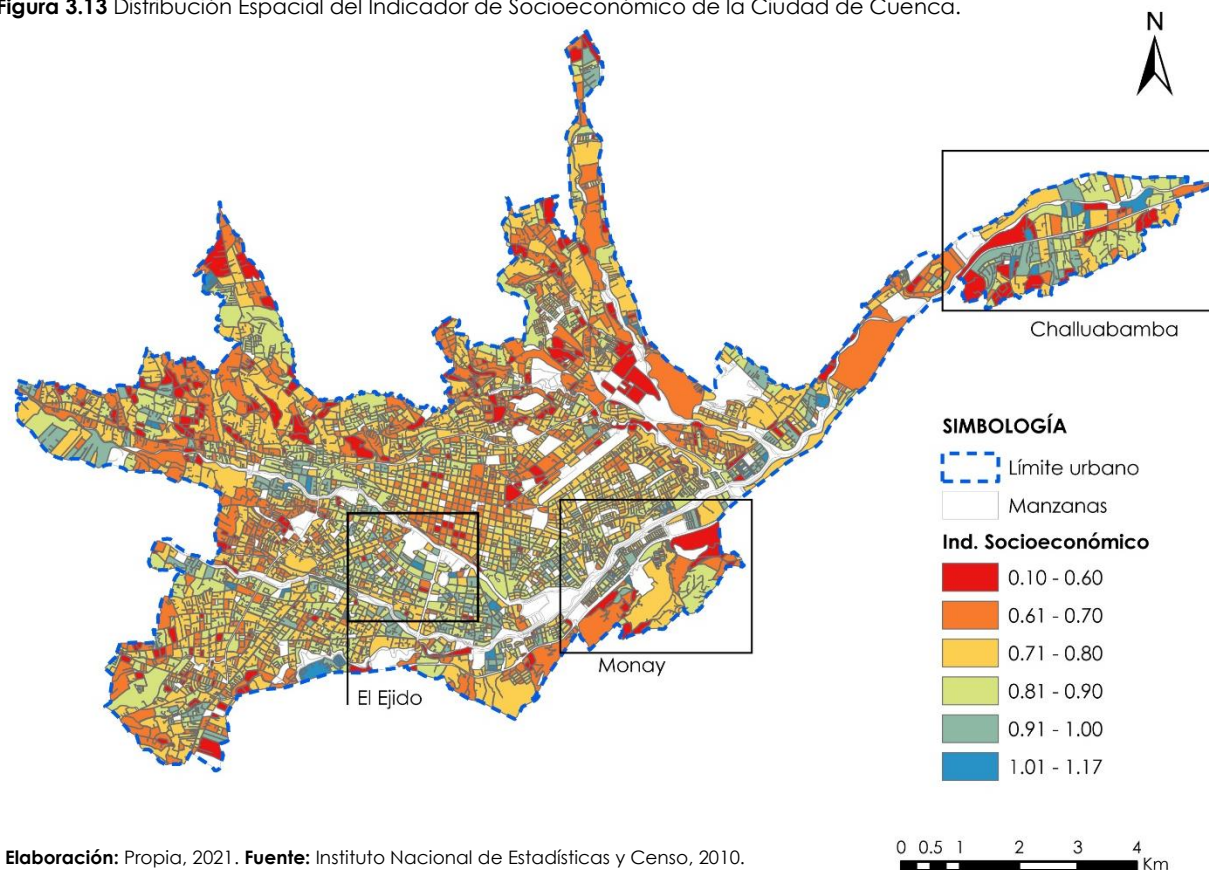 Figura 3.13 Distribución Espacial del Indicador de Socioeconómico de la Ciudad de Cuenca.
N
Challuabamba
SIMBOLOGÍA
Límite urbano
Manzanas
Ind. Socioeconómico
0.10 - 0.60
0.61 - 0.70
0.71 - 0.80
0.81 - 0.90
0.91 - 1.00
1.01 - 1.17
Monay
El Ejido
Elaboración: Propia, 2021. Fuente: Instituto Nacional de Estadísticas y Censo, 2010.
0 0.5 1 2 3 4
Km